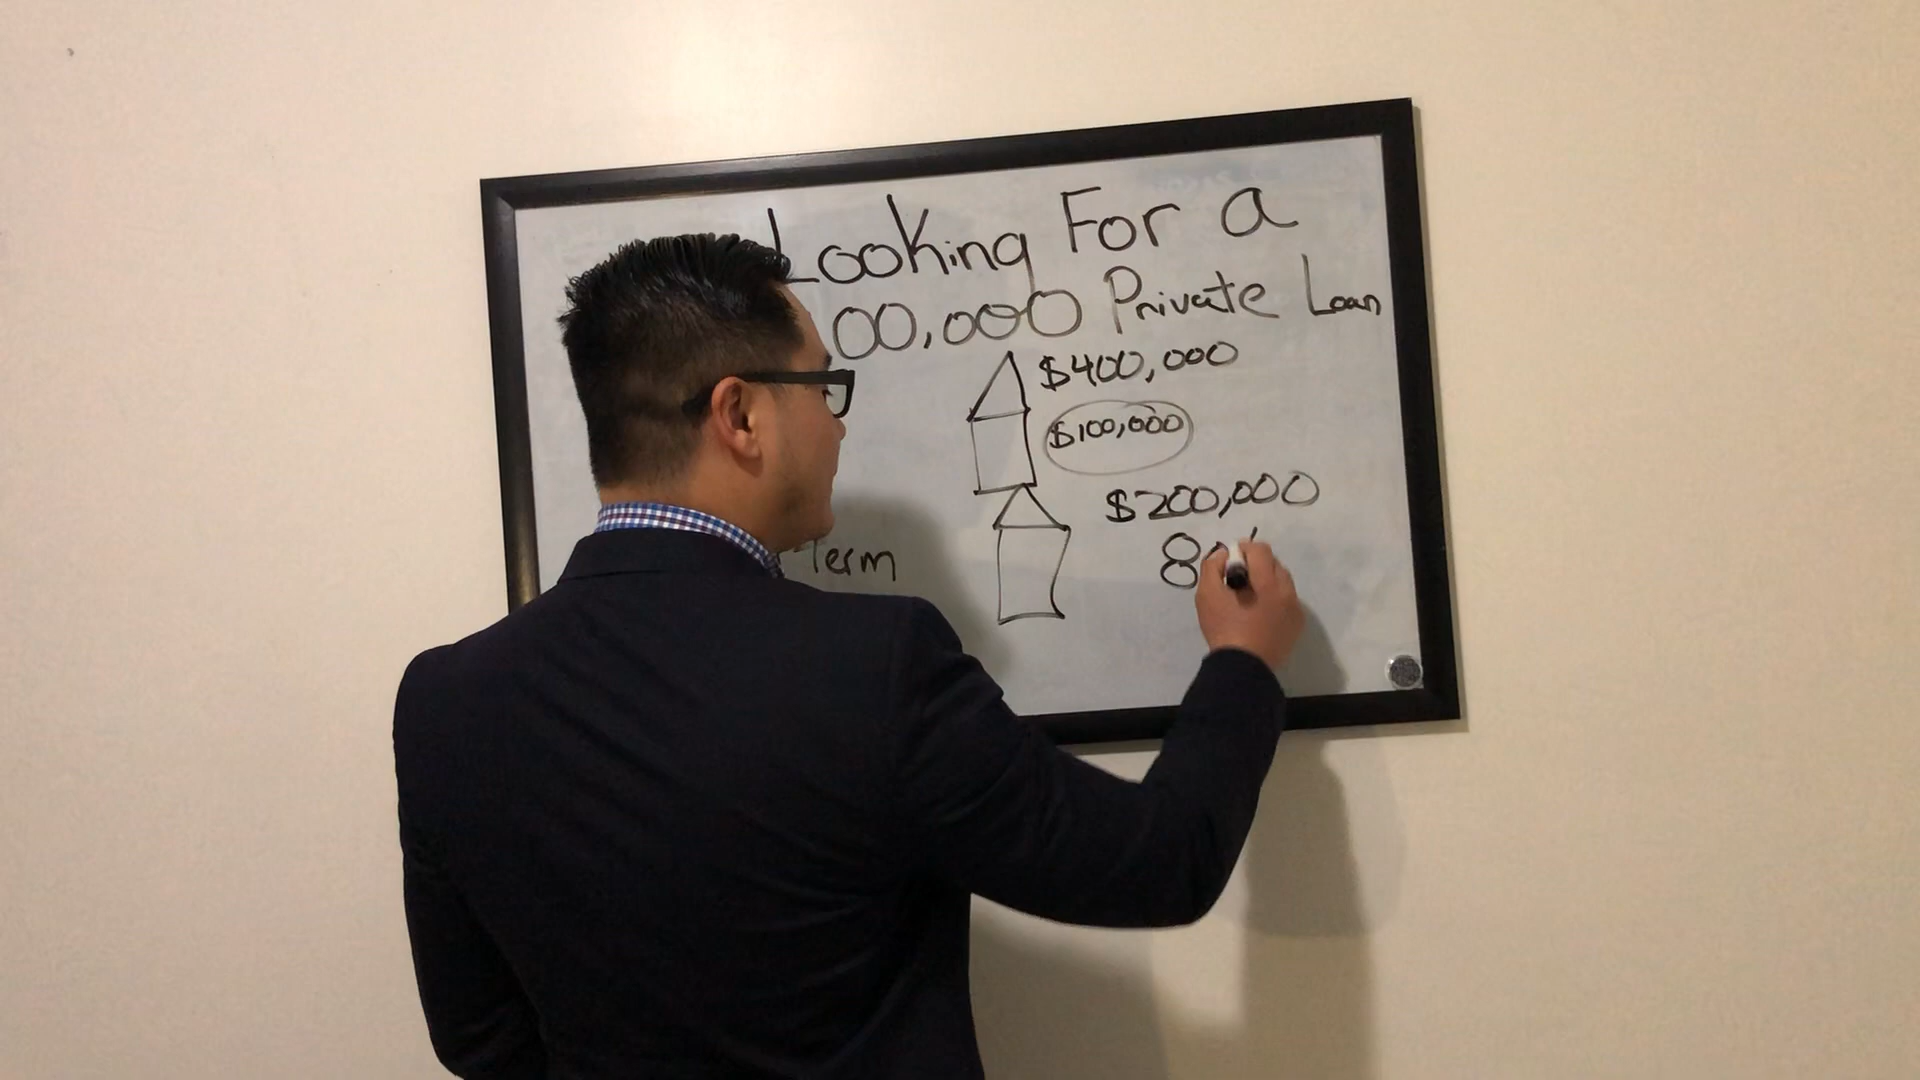 Looking For a
00,000 Private Loan
$400,000
$100,000
$200,000
Term